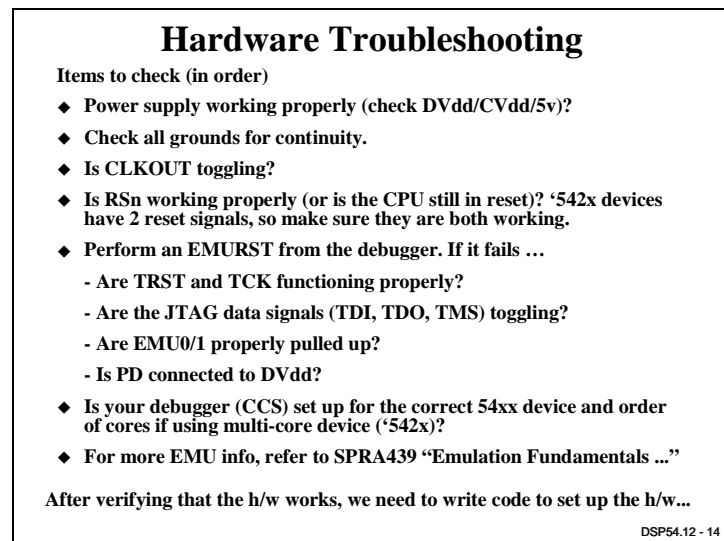 Hardware Troubleshooting
Items to check (in order)
◆ Power supply working properly (check DVdd/CVdd/5v)?
◆ Check all grounds for continuity.
◆ Is CLKOUT toggling?
◆ Is RSn working properly (or is the CPU still in reset)? ‘542x devices
have 2 reset signals, so make sure they are both working.
◆ Perform an EMURST from the debugger. If it fails …
- Are TRST and TCK functioning properly?
- Are the JTAG data signals (TDI, TDO, TMS) toggling?
- Are EMU0/1 properly pulled up?
- Is PD connected to DVdd?
◆ Is your debugger (CCS) set up for the correct 54xx device and order
of cores if using multi-core device (‘542x)?
◆ For more EMU info, refer to SPRA439 “Emulation Fundamentals ...”
After verifying that the h/w works, we need to write code to set up the h/w...
DSP54.12 - 14